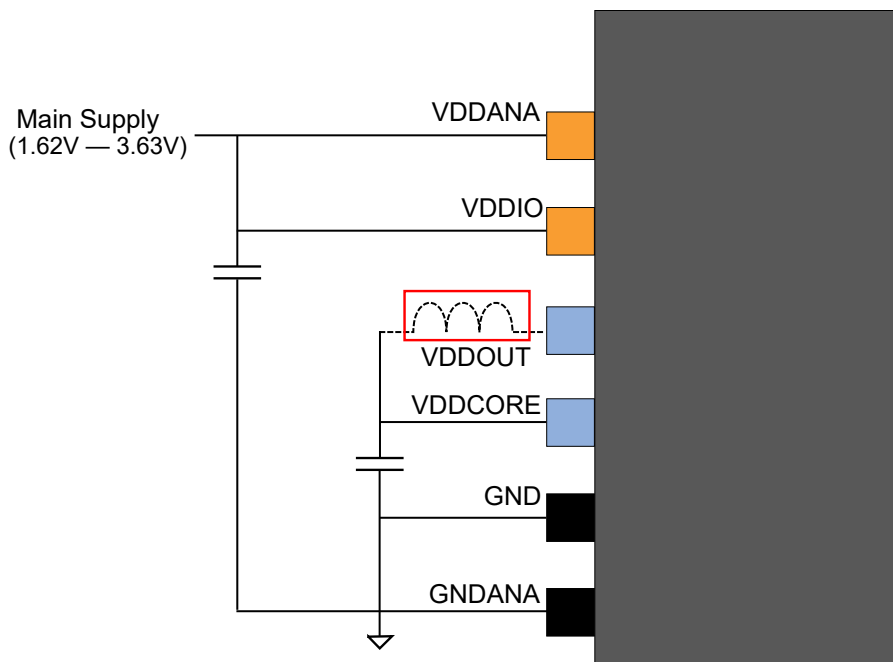 VDDANA
Main Supply
(1.62V — 3.63V)
VDDIO
VDDOUT
VDDCORE
GND
GNDANA